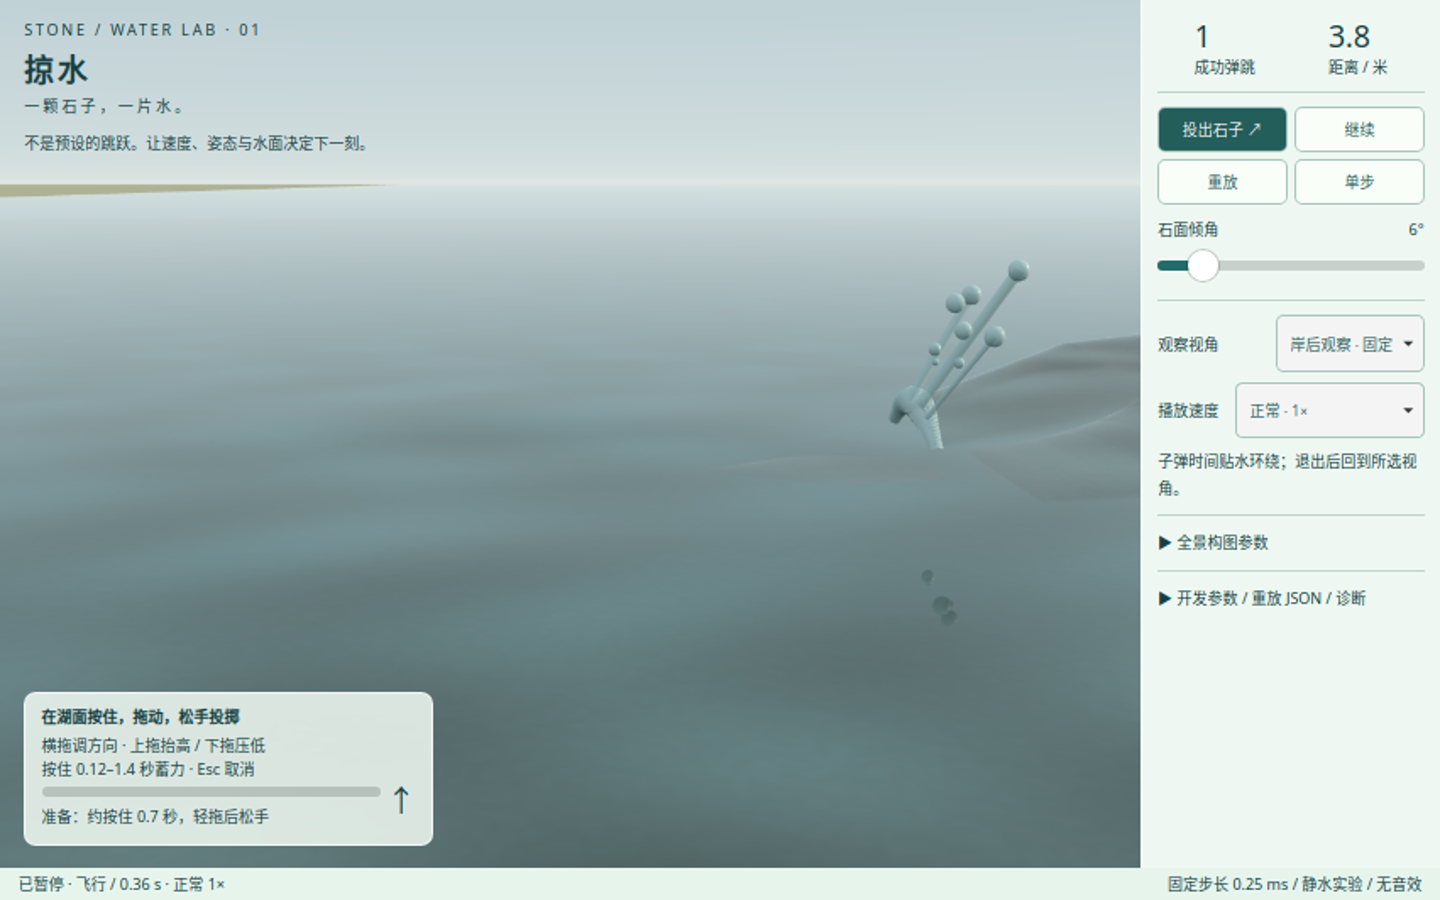 STONE / WATER LAB · 01
掠水
一颗石子，一片水。
不是预设的跳跃。让速度、姿态与水面决定下一刻。
在湖面按住，拖动，松手投掷
横拖调方向 · 上拖抬高 / 下拖压低
按住 0.12–1.4 秒蓄力 · Esc 取消
↑
准备：约按住 0.7 秒，轻拖后松手
1 3.8
成功弹跳 距离 / 米
投出石子 ↗ 继续
重放 单步
石面倾角 6°
观察视角 岸后观察 · 固定
播放速度 正常 · 1×
子弹时间贴水环绕；退出后回到所选视
角。
▶ 全景构图参数
▶ 开发参数 / 重放 JSON / 诊断
已暂停 · 飞行 / 0.36 s · 正常 1× 固定步长 0.25 ms / 静水实验 / 无音效